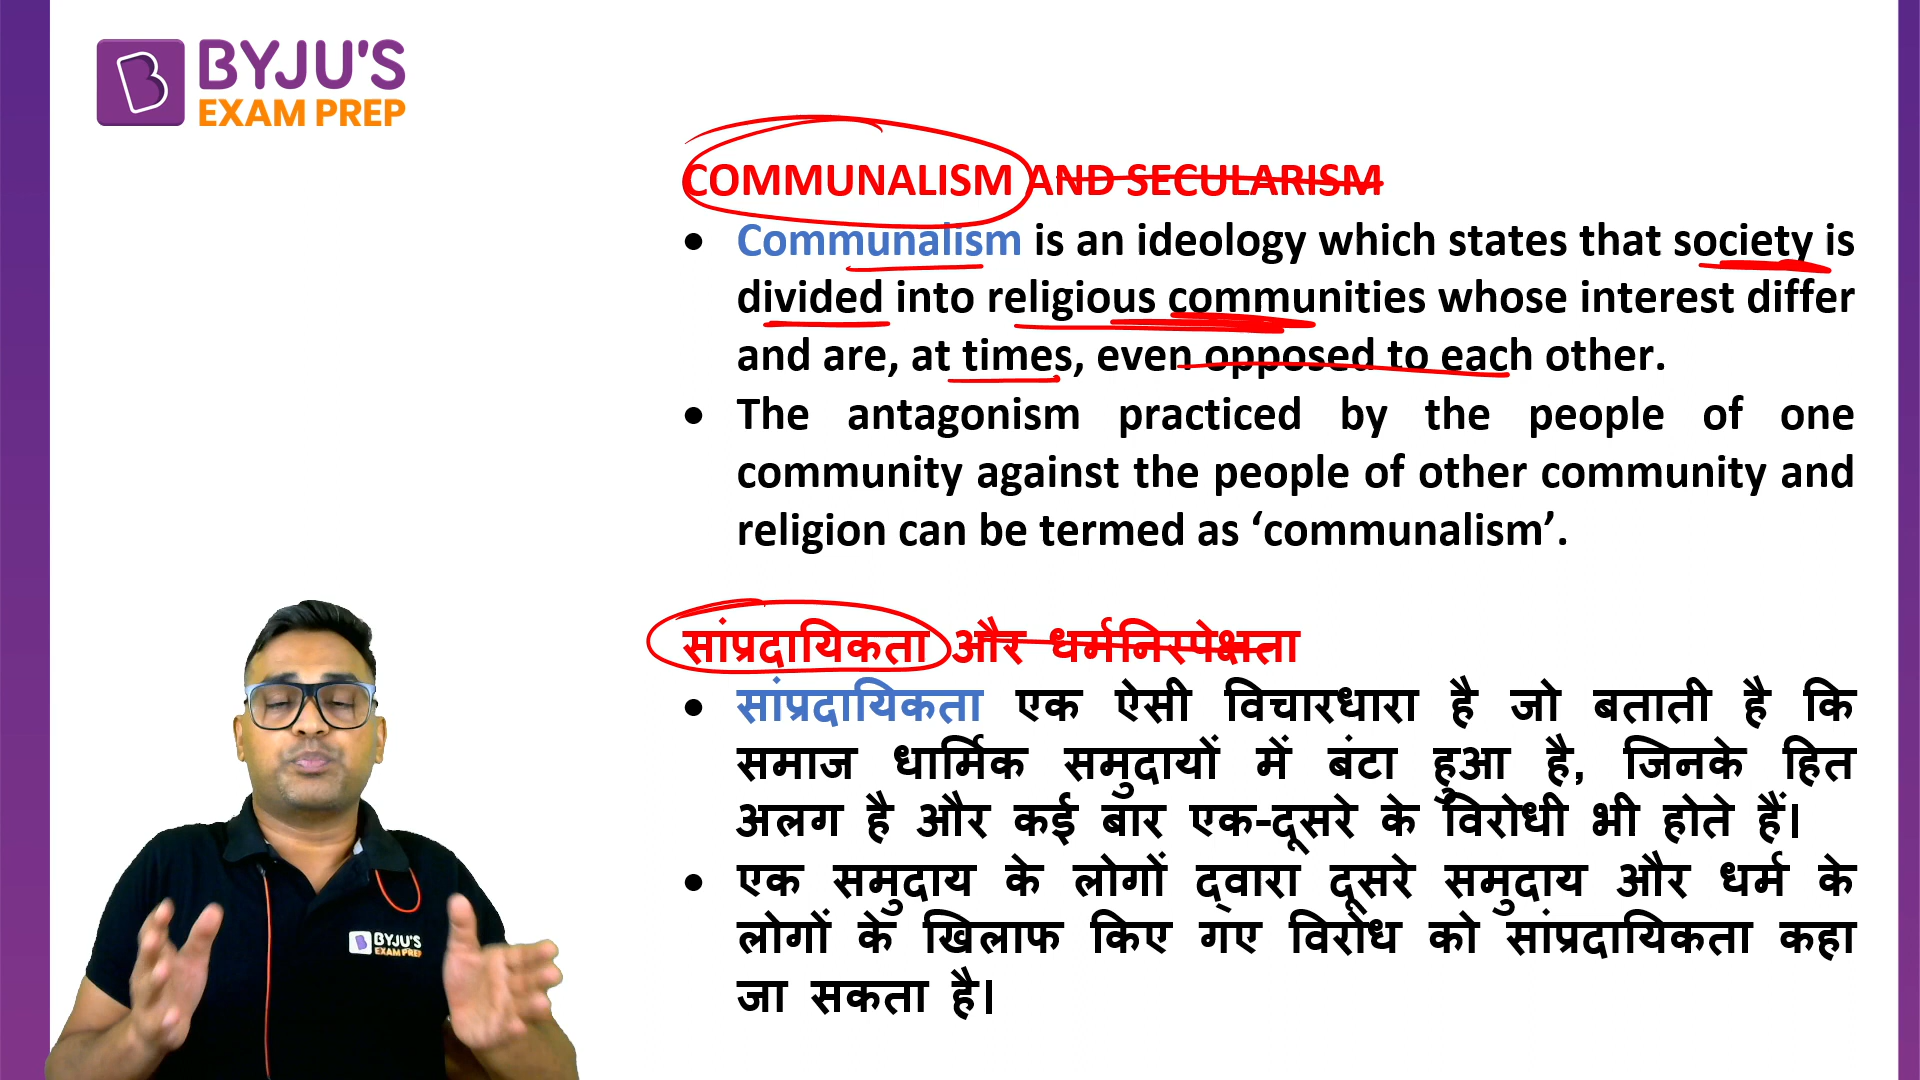 BYJU'S
EXAM PREP
COMMUNALISM AND SECULARISM
• Communalism is an ideology which states that society is
divided into religious communities whose interest differ
and are, at times, even opposed to each other.
• The antagonism practiced by the people of one
community against the people of other community and
religion can be termed as ‘communalism’.
सांप्रदायिकता और धर्मनिस्पेक्षता
• सांप्रदायिकता एक ऐसी विचारधारा है जो बताती है कि
समाज धार्मिक समुदायों में बंटा हुआ है, जिनके हित
अलग है और कई बार एक-दूसरे के विरोधी भी होते हैं।
• एक समुदाय के लोगों द्वारा दूसरे समुदाय और धर्म के
लोगों के खिलाफ किए गए विरोध को सांप्रदायिकता कहा
जा सकता है।
BYJU'S
EXAM PREP